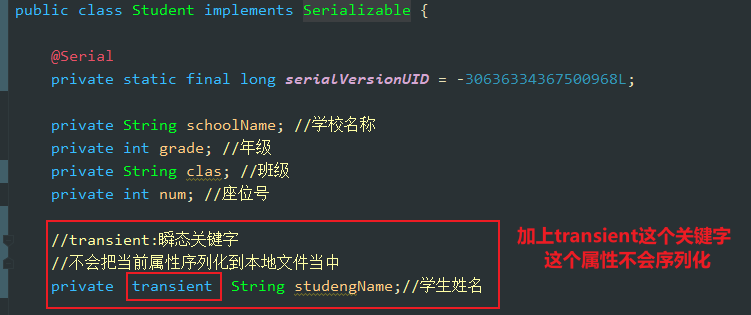 public class Student implements Serializable {
@Serial
private static final long serialVersionUID = -30636334367500968L;
private String schoolName; //学校名称
private int grade; //年级
private String clas; //班级
private int num; //座位号
//transient:瞬态关键字
//不会把当前属性序列化到本地文件当中
private transient String studengName;//学生姓名
加上transient这个关键字
这个属性不会序列化